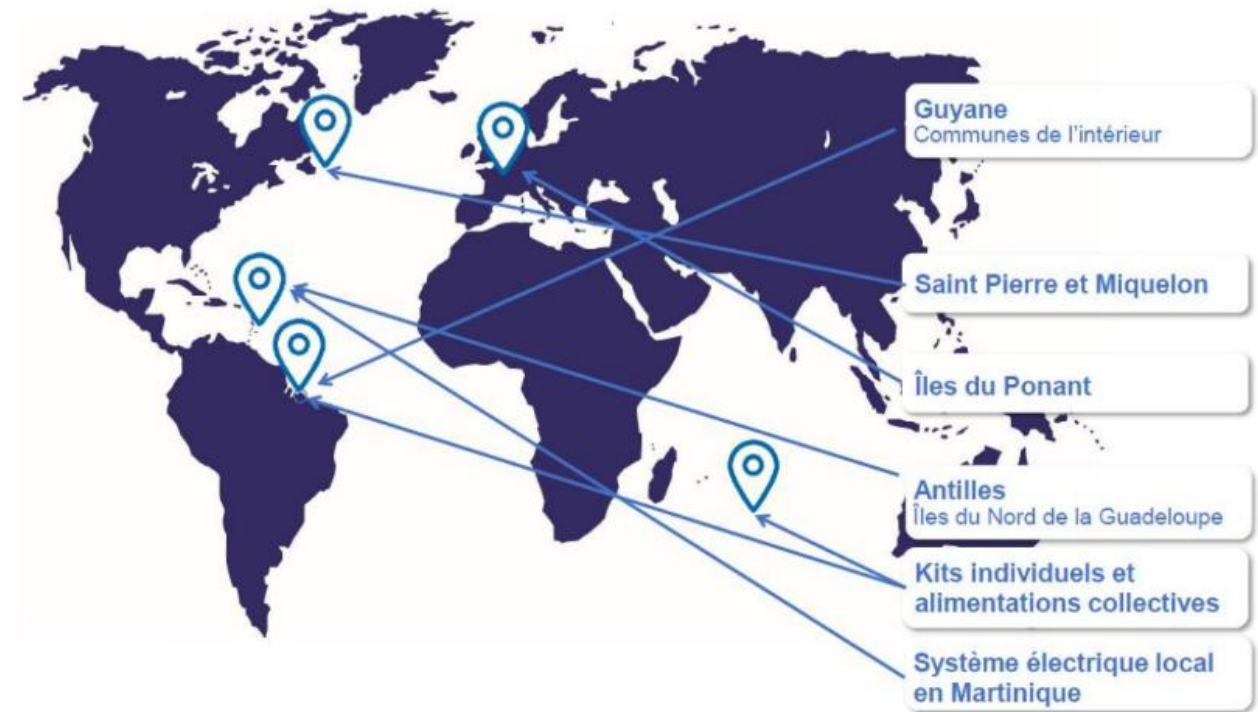 Guyane
Communes de l'intérieur
Saint Pierre et Miquelon
Îles du Ponant
Antilles
Îles du Nord de la Guadeloupe
Kits individuels et
alimentations collectives
Système électrique local
en Martinique